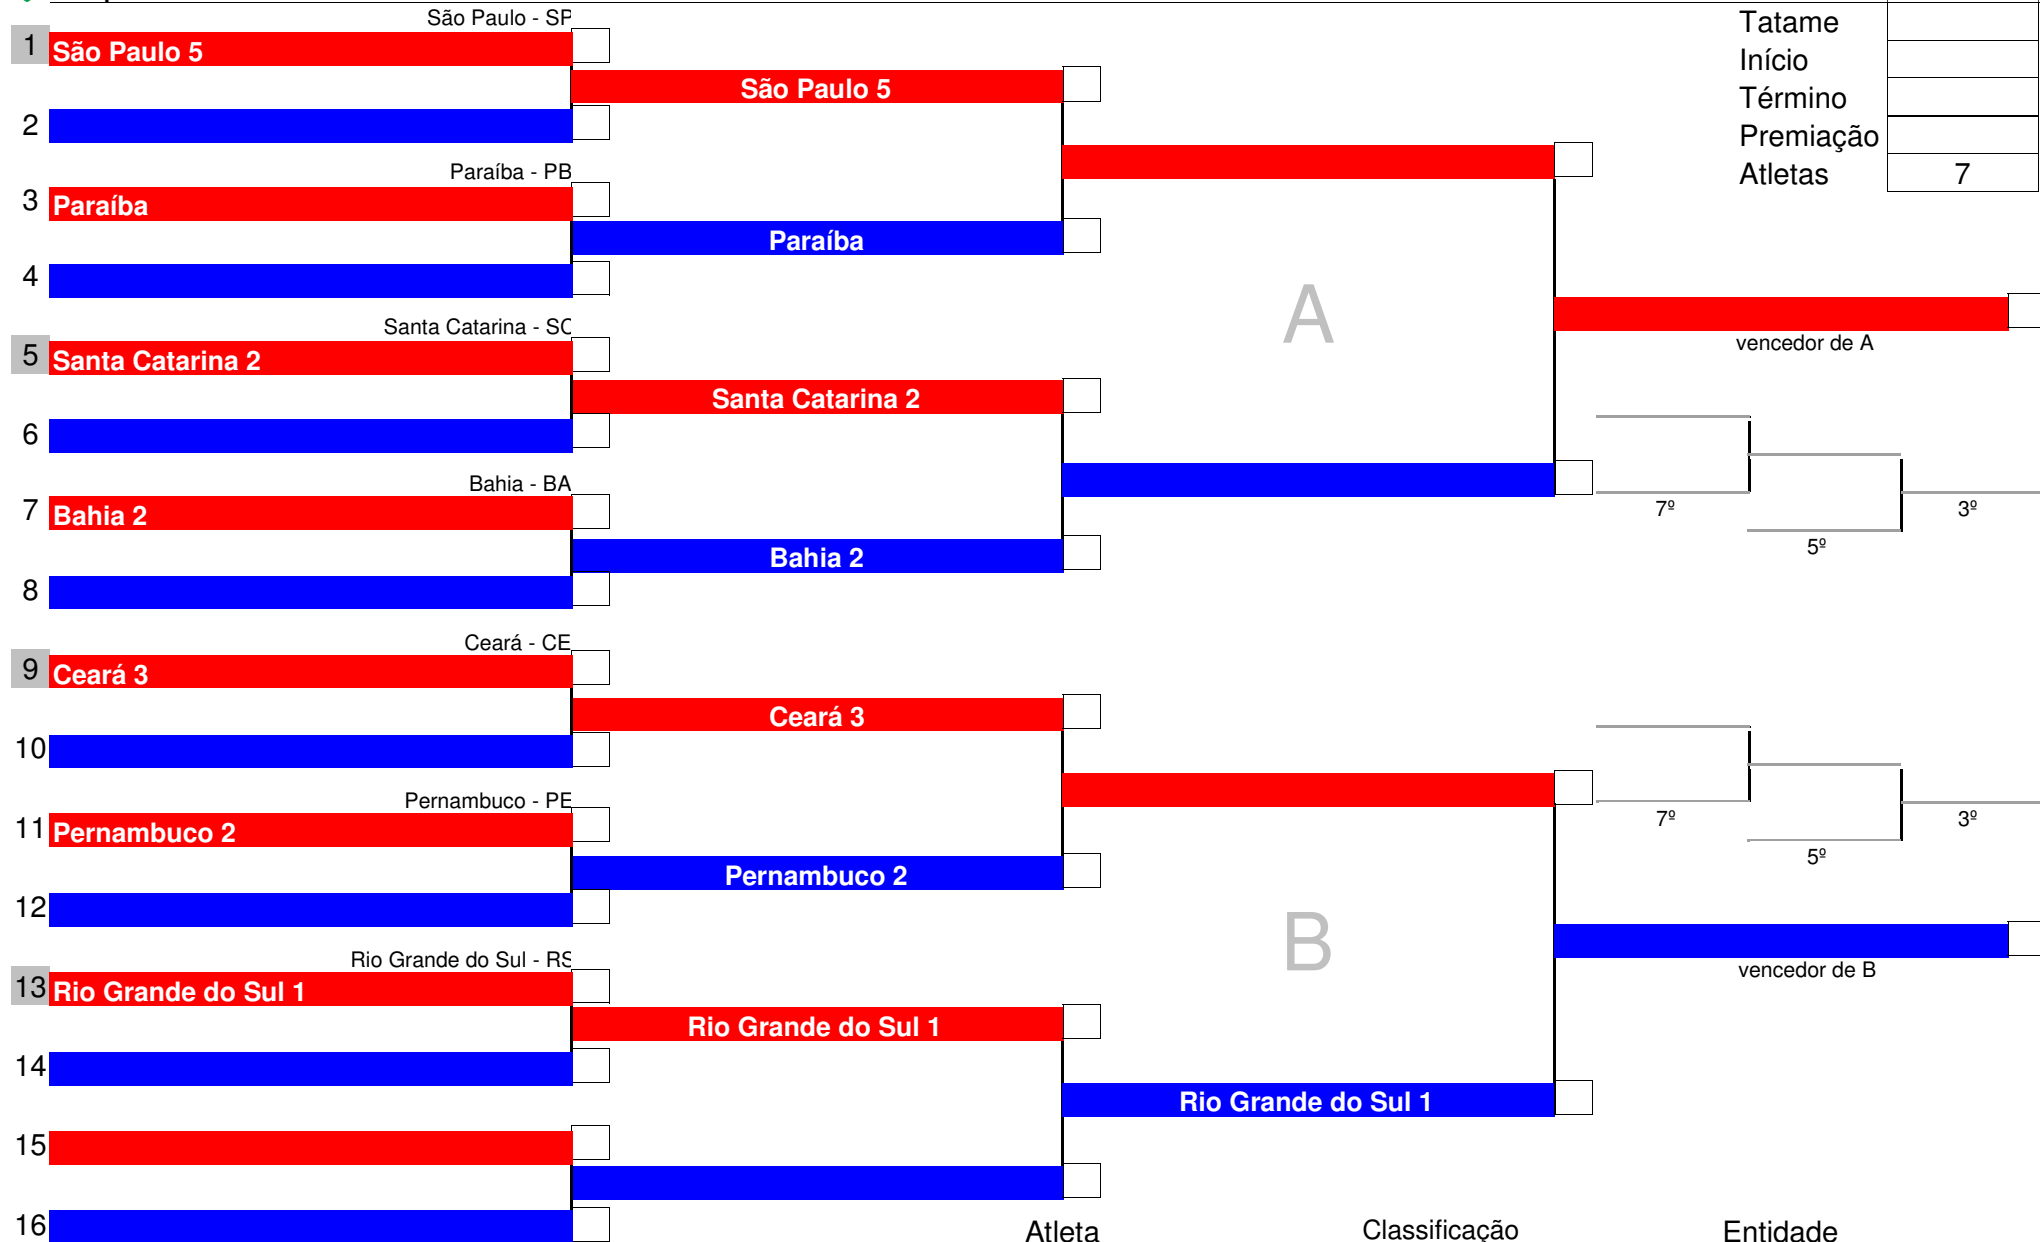 São Paulo - SP
1 São Paulo 5
São Paulo 5
2
Paraíba - PB
3 Paraíba
Paraíba
4
Santa Catarina - SC
5 Santa Catarina 2
Santa Catarina 2
6
Bahia - BA
7 Bahia 2
Bahia 2
8
Ceará - CE
9 Ceará 3
Ceará 3
10
Pernambuco - PE
11 Pernambuco 2
Pernambuco 2
12
Rio Grande do Sul - RS
13 Rio Grande do Sul 1
Rio Grande do Sul 1
14
Rio Grande do Sul 1
15
16
A
B
Tatame
Início
Término
Premiação
Atletas 7
vencedor de A
7º
3º
5º
7º
3º
5º
vencedor de B
Atleta Classificação Entidade